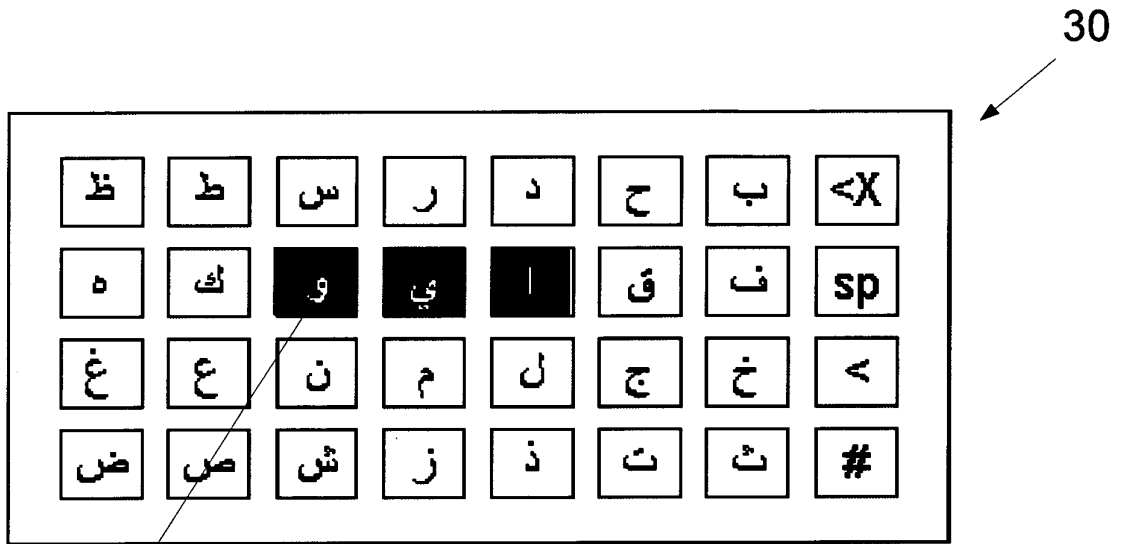 30
<X ب ح د ر س ط ظ
sp ف ق ا ي و ك ه
< خ ج ل م ن ع غ
# ث ت ذ ز ش ص ض